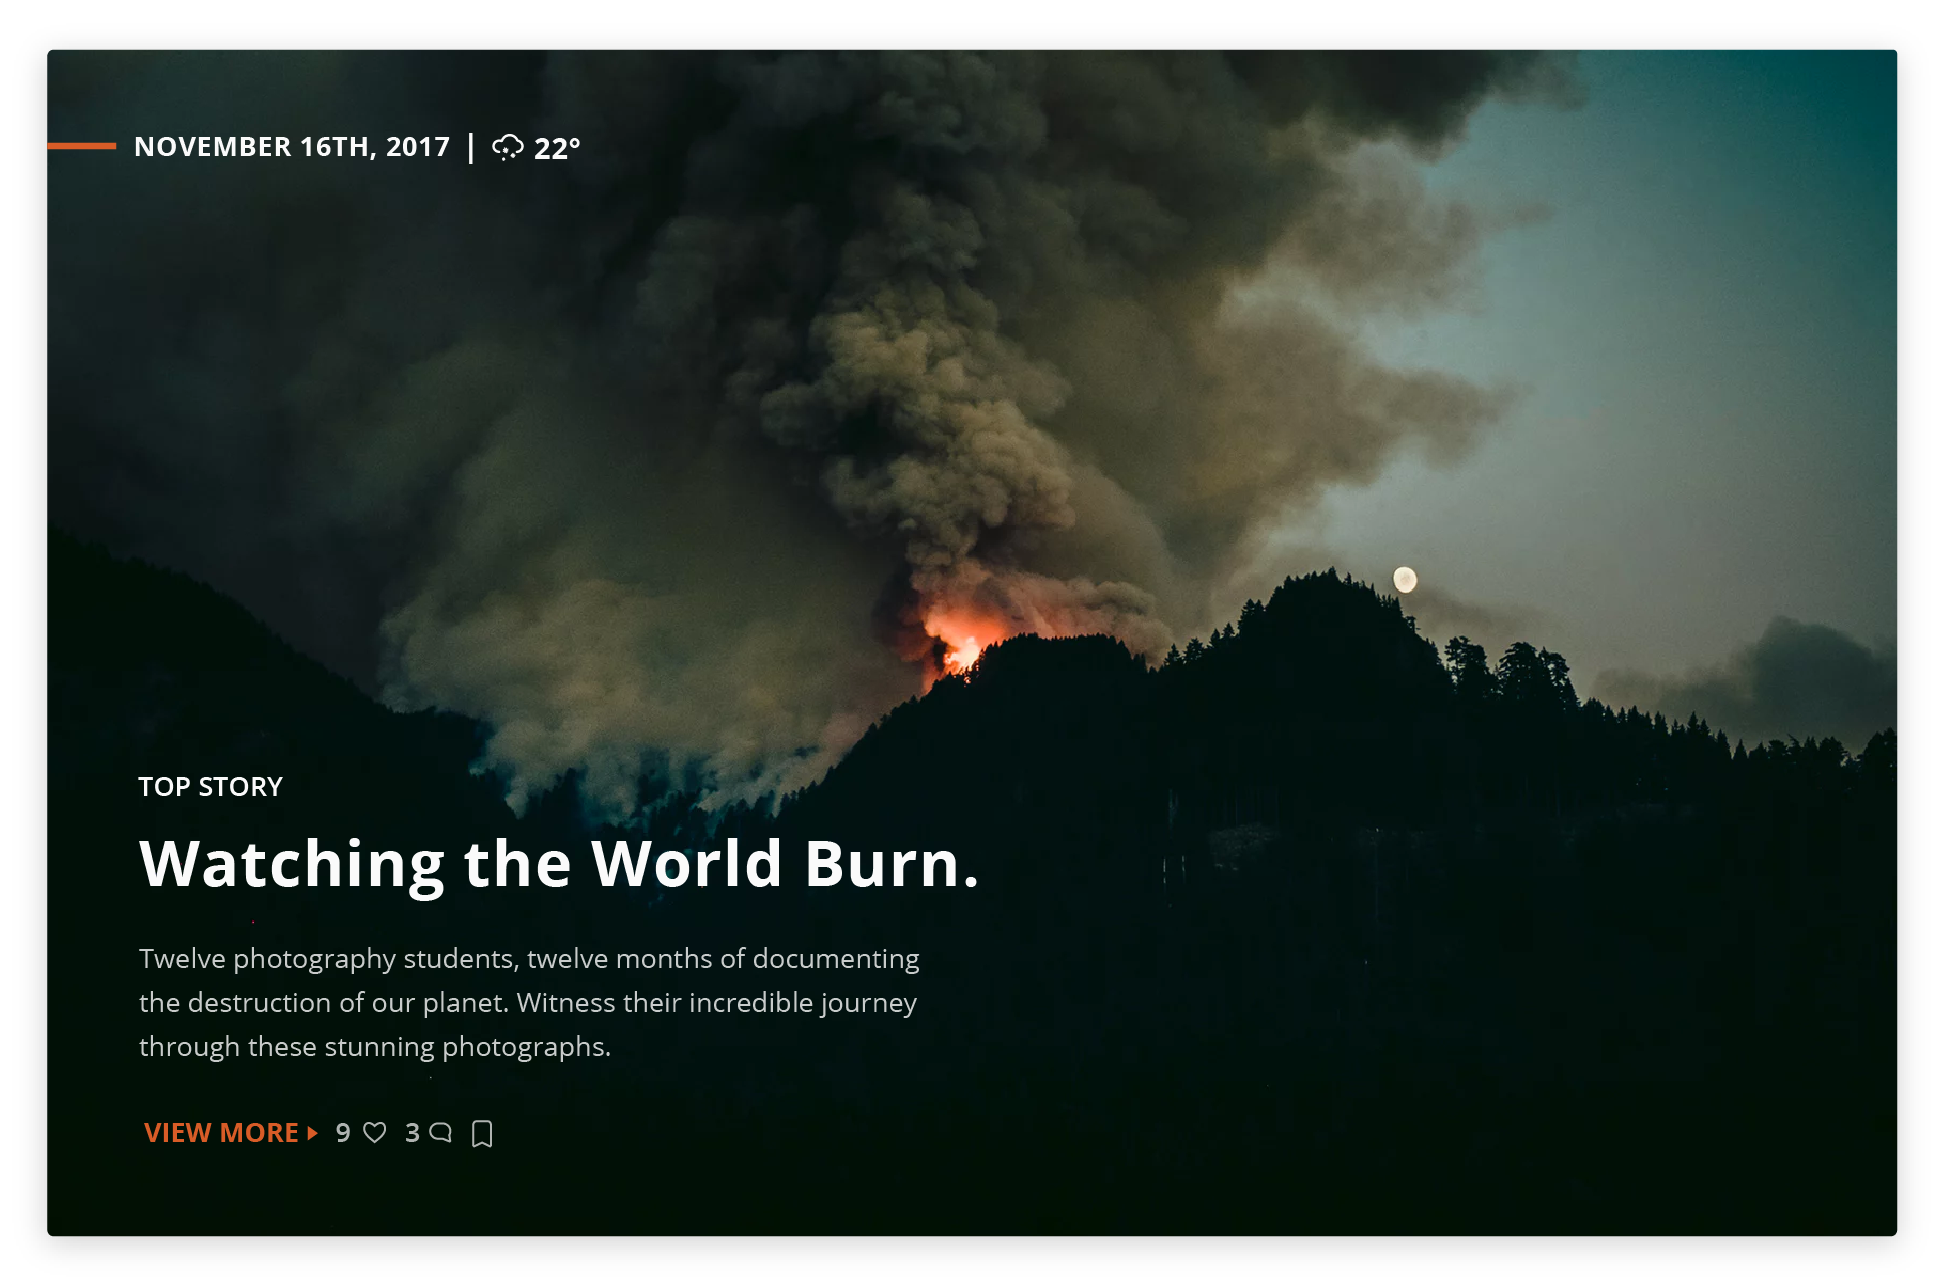 NOVEMBER 16TH, 2017 | 22°
TOP STORY
Watching the World Burn.
Twelve photography students, twelve months of documenting
the destruction of our planet. Witness their incredible journey
through these stunning photographs.
VIEW MORE 9 3